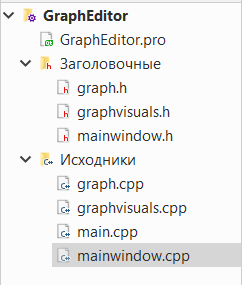 GraphEditor
GraphEditor.pro
Заголовочные
graph.h
graphvisuals.h
mainwindow.h
Исходники
graph.cpp
graphvisuals.cpp
main.cpp
mainwindow.cpp